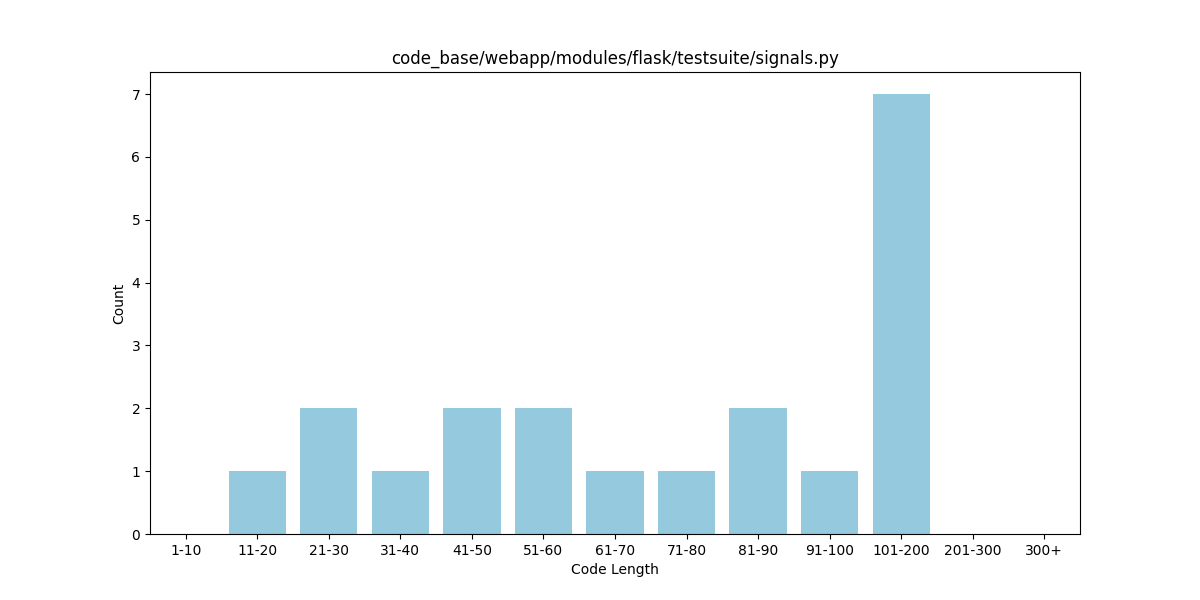 code_base/webapp/modules/flask/testsuite/signals.py
7
6
5
4
3
2
1
0
Count
1-10 11-20 21-30 31-40 41-50 51-60 61-70 71-80 81-90 91-100 101-200 201-300 300+
Code Length